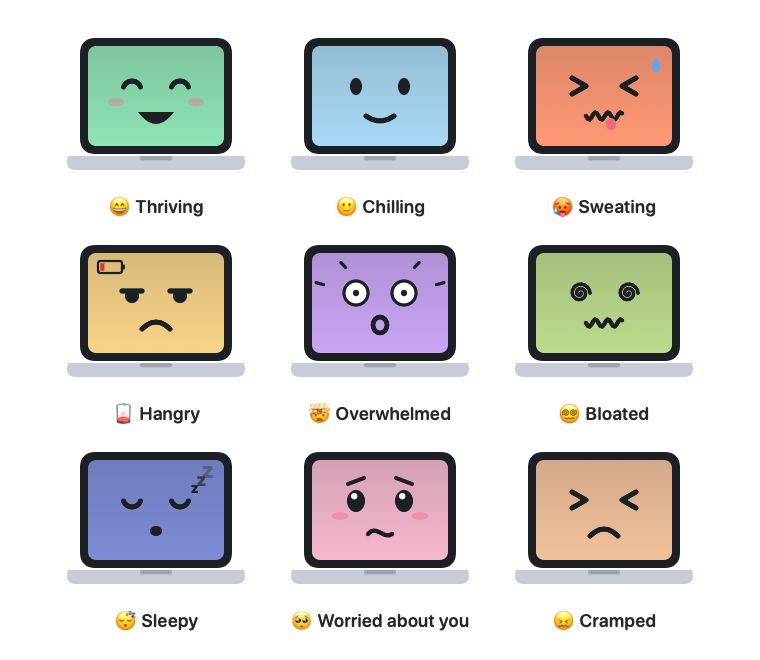 😄 Thriving
🙂 Chilling
🥵 Sweating
🪫 Hangry
🤯 Overwhelmed
😵‍💫 Bloated
z z z
😴 Sleepy
🥺 Worried about you
😖 Cramped